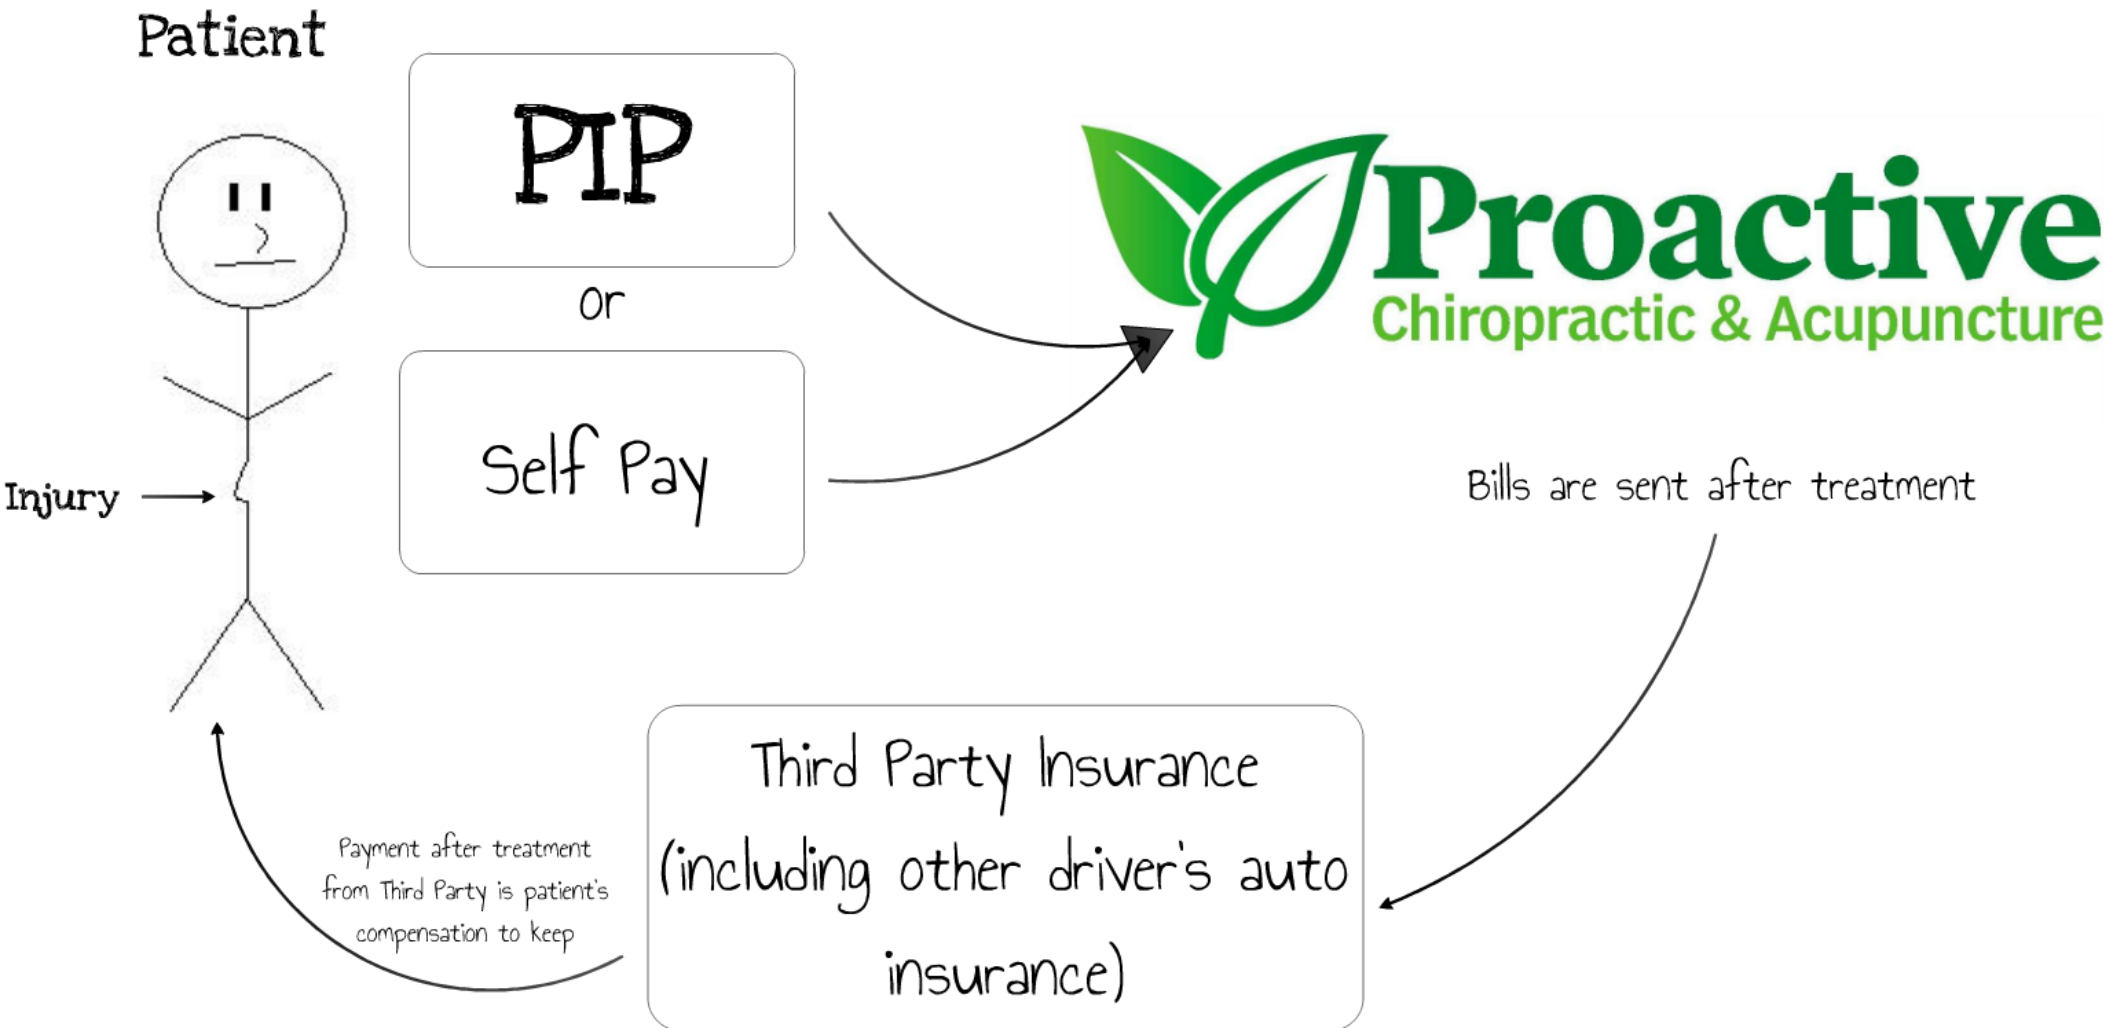 Patient
PIP
or
Self Pay
Injury
Proactive
Chiropractic & Acupuncture
Bills are sent after treatment
Third Party Insurance
(including other driver's auto
insurance)
Payment after treatment
from Third Party is patient's
compensation to keep